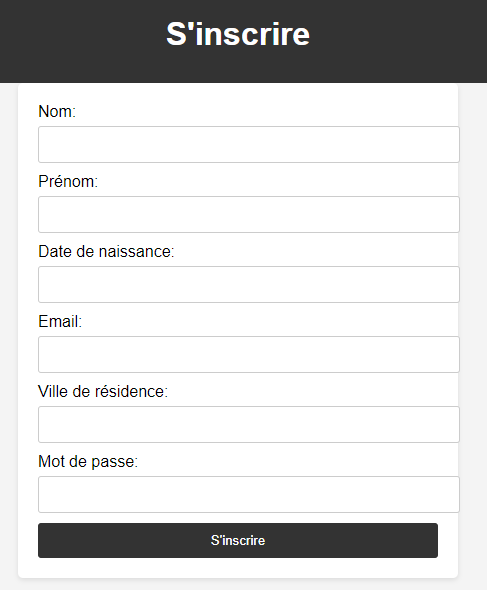 S'inscrire
Nom:
Prénom:
Date de naissance:
Email:
Ville de résidence:
Mot de passe:
S'inscrire